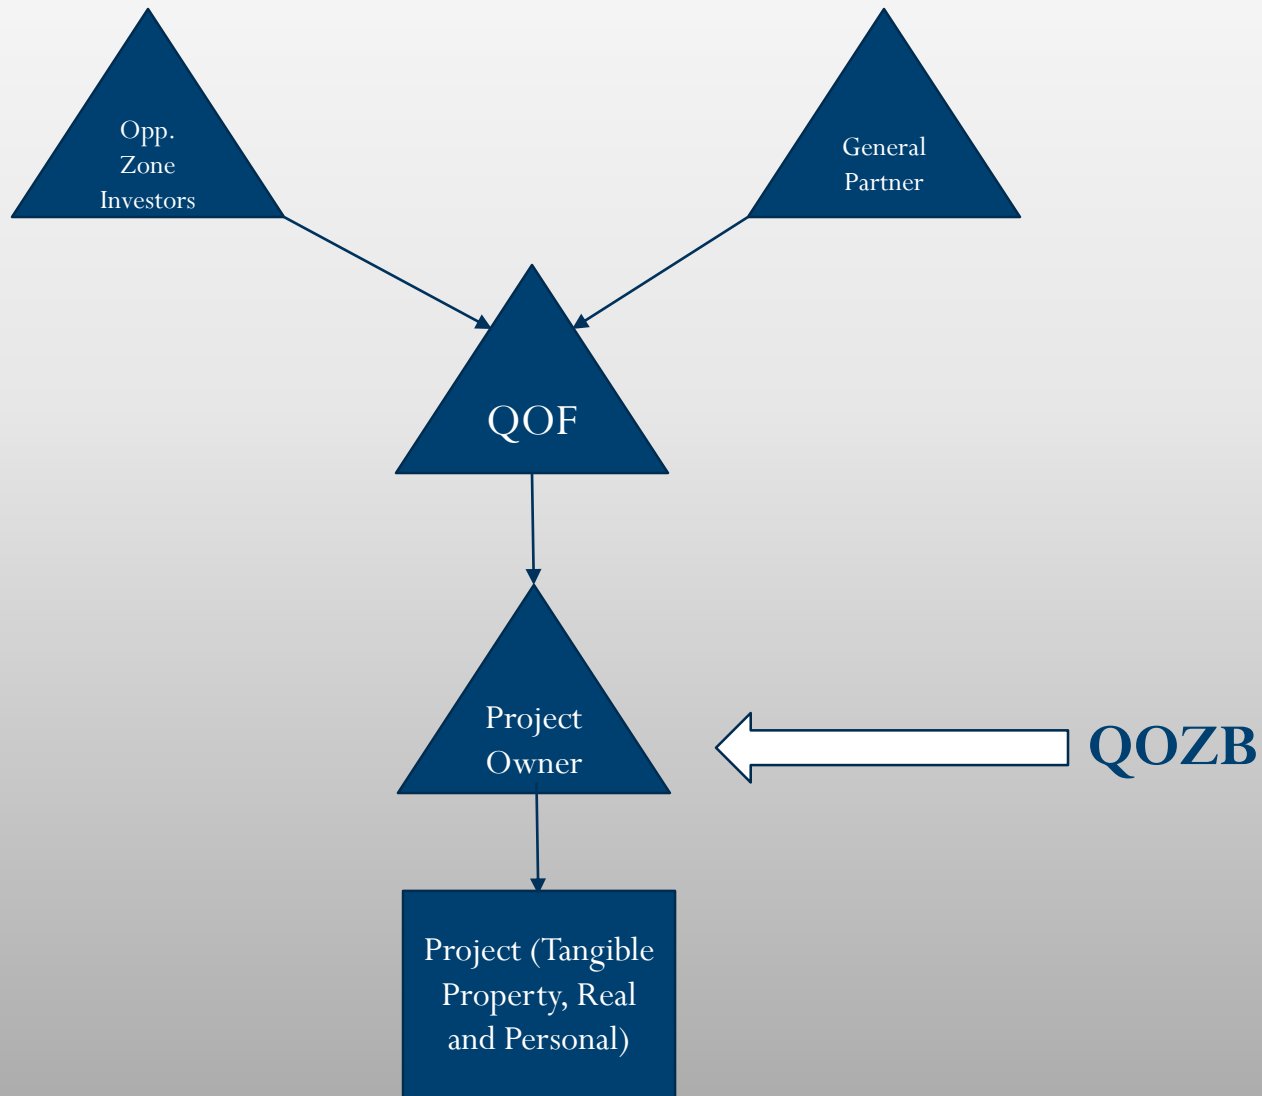 Opp.
Zone
Investors
General
Partner
QOF
Project
Owner
QOZB
Project (Tangible
Property, Real
and Personal)